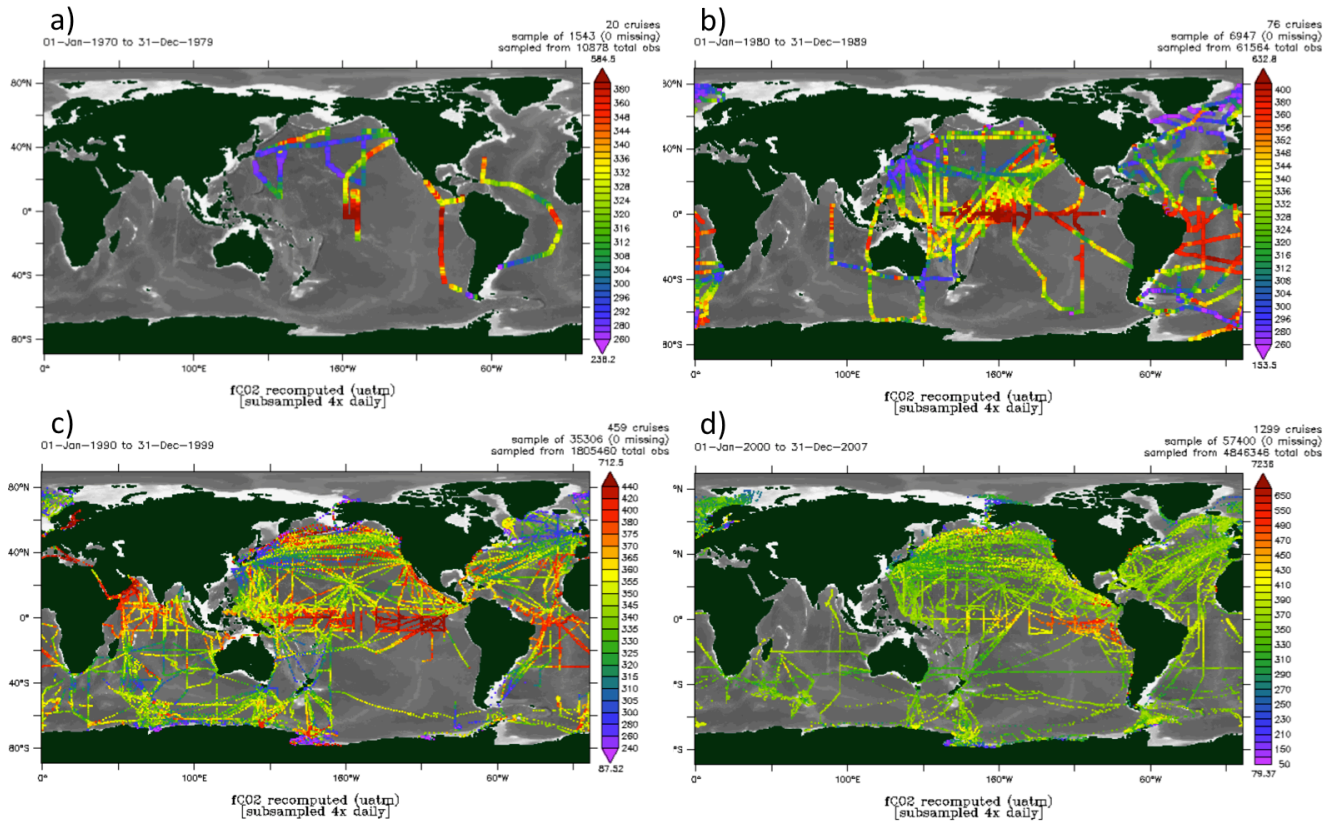 a)
20 cruises
01-Jan-1970 to 31-Dec-1979
sample of 1543 (0 missing)
sampled from 10878 total obs
584.5
80°N
40°N
0°
40°S
80°S
0°
100°E
160°W
60°W
380
360
348
344
340
336
332
328
324
320
316
312
308
304
300
296
292
286
280
260
238.2
fCO2 recomputed (uatm)
[subsampled 4x daily]
b)
76 cruises
01-Jan-1980 to 31-Dec-1989
sample of 6947 (0 missing)
sampled from 61564 total obs
632.8
80°N
40°N
0°
40°S
80°S
0°
100°E
160°W
60°W
400
380
360
356
352
348
344
340
336
332
328
324
320
316
312
308
304
300
296
280
260
153.5
fCO2 recomputed (uatm)
[subsampled 4x daily]
c)
459 cruises
01-Jan-1990 to 31-Dec-1999
sample of 35306 (0 missing)
sampled from 1805460 total obs
712.5
80°N
40°N
0°
40°S
80°S
0°
100°E
160°W
60°W
440
420
400
380
375
370
365
360
355
350
345
340
335
330
325
320
315
310
305
300
280
260
240
87.52
fCO2 recomputed (uatm)
[subsampled 4x daily]
d)
1299 cruises
01-Jan-2000 to 31-Dec-2007
sample of 57400 (0 missing)
sampled from 4846346 total obs
7236
°N
°N
0°
°S
°S
0°
100°E
160°W
60°W
650
550
490
470
450
430
410
390
370
350
330
310
290
270
250
230
210
150
50
79.37
fCO2 recomputed (uatm)
[subsampled 4x daily]